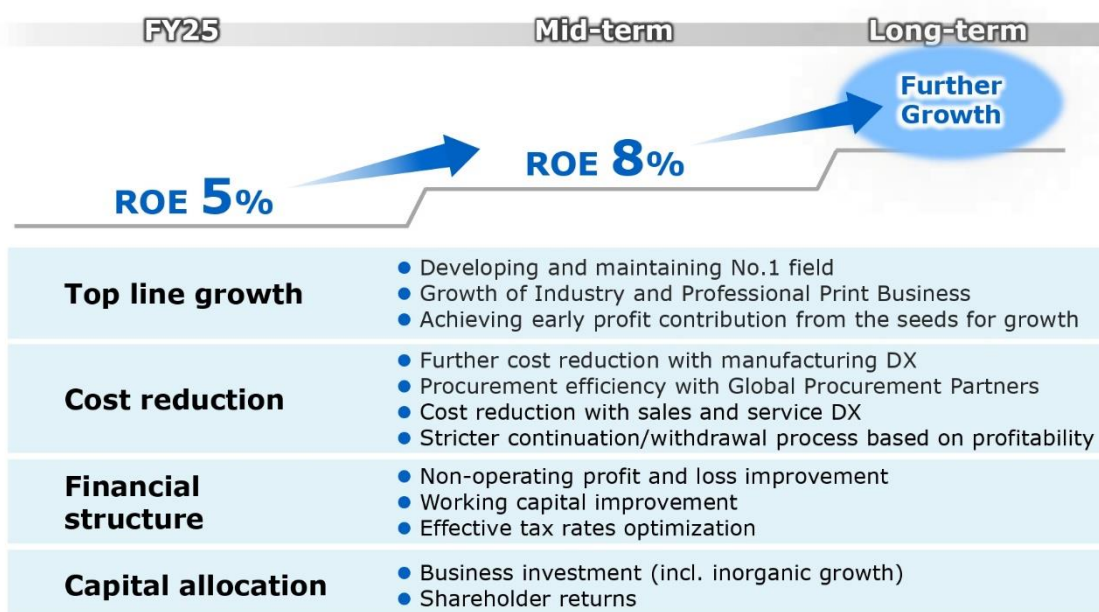 FY25
Mid-term
Long-term
Further
Growth
ROE 8%
ROE 5%
Top line growth
● Developing and maintaining No.1 field
● Growth of Industry and Professional Print Business
● Achieving early profit contribution from the seeds for growth
Cost reduction
● Further cost reduction with manufacturing DX
● Procurement efficiency with Global Procurement Partners
● Cost reduction with sales and service DX
● Stricter continuation/withdrawal process based on profitability
Financial
structure
● Non-operating profit and loss improvement
● Working capital improvement
● Effective tax rates optimization
Capital allocation
● Business investment (incl. inorganic growth)
● Shareholder returns